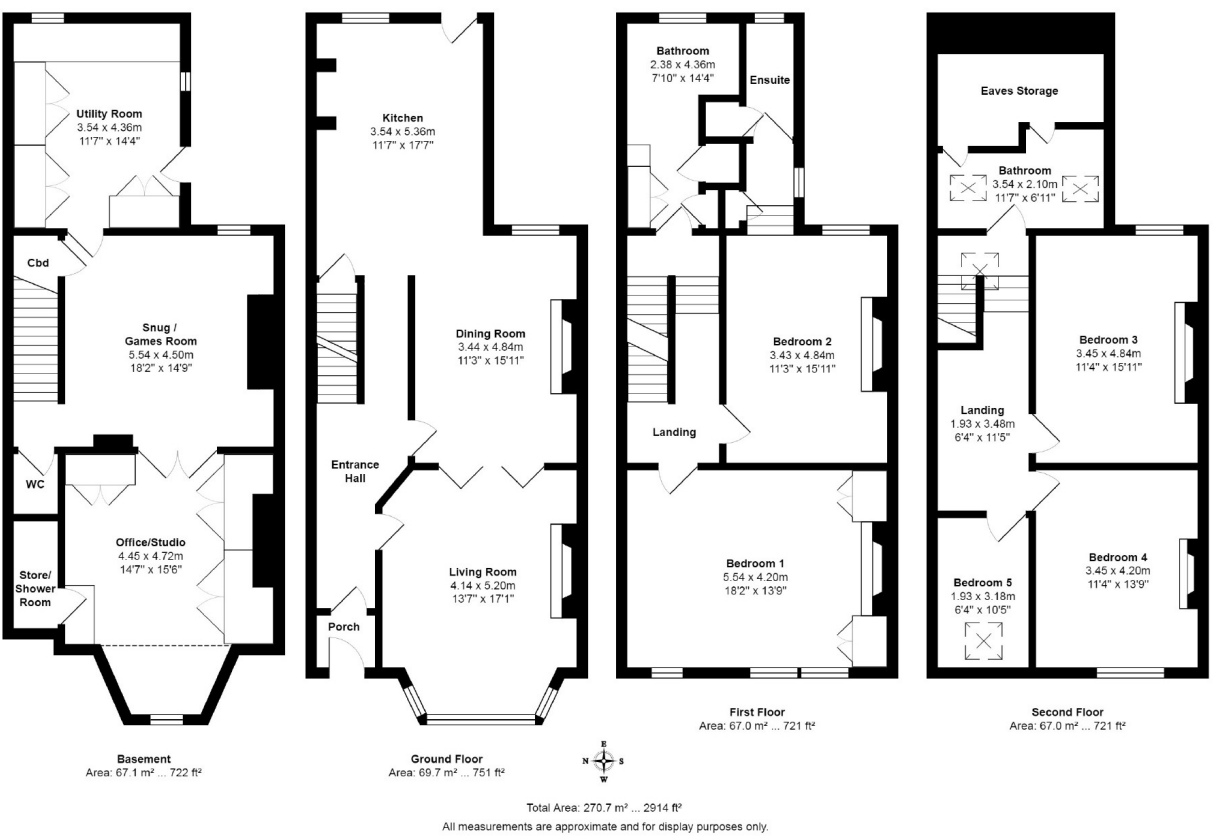 Utility Room
3.54 x 4.36m
11'7" x 14'4"
Cbd
Snug /
Games Room
5.54 x 4.50m
18'2" x 14'9"
WC
Office/Studio
4.45 x 4.72m
14'7" x 15'6"
Store/
Shower
Room
Basement
Area: 67.1 m² ... 722 ft²
Kitchen
3.54 x 5.36m
11'7" x 17'7"
Dining Room
3.44 x 4.84m
11'3" x 15'11"
Entrance
Hall
Living Room
4.14 x 5.20m
13'7" x 17'1"
Porch
Ground Floor
Area: 69.7 m² ... 751 ft²
Bathroom
2.38 x 4.36m
7'10" x 14'4"
Ensuite
Bedroom 2
3.43 x 4.84m
11'3" x 15'11"
Landing
Bedroom 1
5.54 x 4.20m
18'2" x 13'9"
First Floor
Area: 67.0 m² ... 721 ft²
Eaves Storage
Bathroom
3.54 x 2.10m
11'7" x 6'11"
Bedroom 3
3.45 x 4.84m
11'4" x 15'11"
Landing
1.93 x 3.48m
6'4" x 11'5"
Bedroom 4
3.45 x 4.20m
11'4" x 13'9"
Bedroom 5
1.93 x 3.18m
6'4" x 10'5"
Second Floor
Area: 67.0 m² ... 721 ft²
E
N S
W
Total Area: 270.7 m² ... 2914 ft²
All measurements are approximate and for display purposes only.